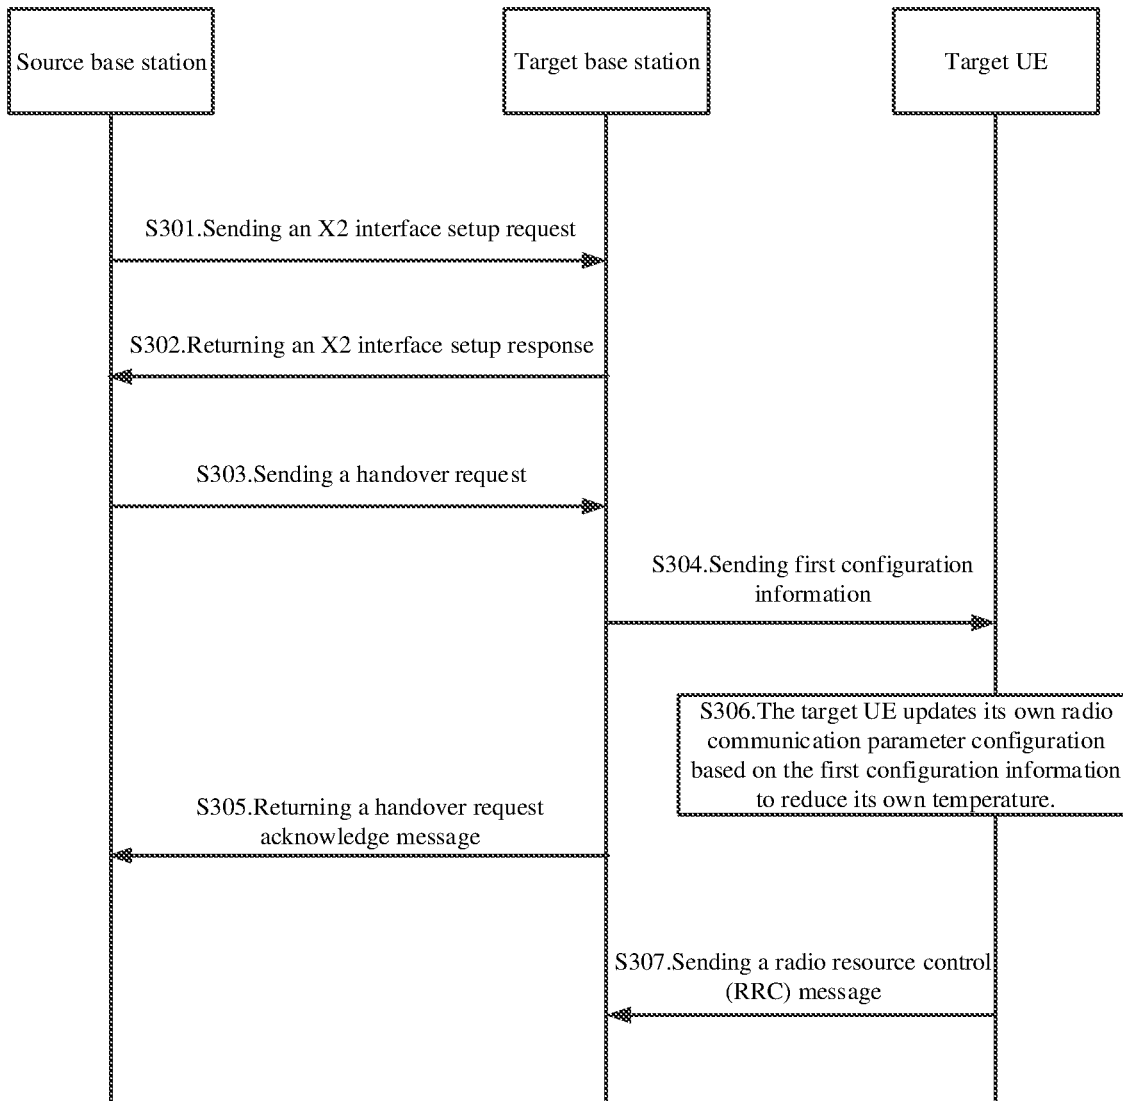 Source base station
Target base station
Target UE
S301.Sending an X2 interface setup request
S302.Returning an X2 interface setup response
S303.Sending a handover request
S304.Sending first configuration
information
S306.The target UE updates its own radio
communication parameter configuration
based on the first configuration information
to reduce its own temperature.
S305.Returning a handover request
acknowledge message
S307.Sending a radio resource control
(RRC) message